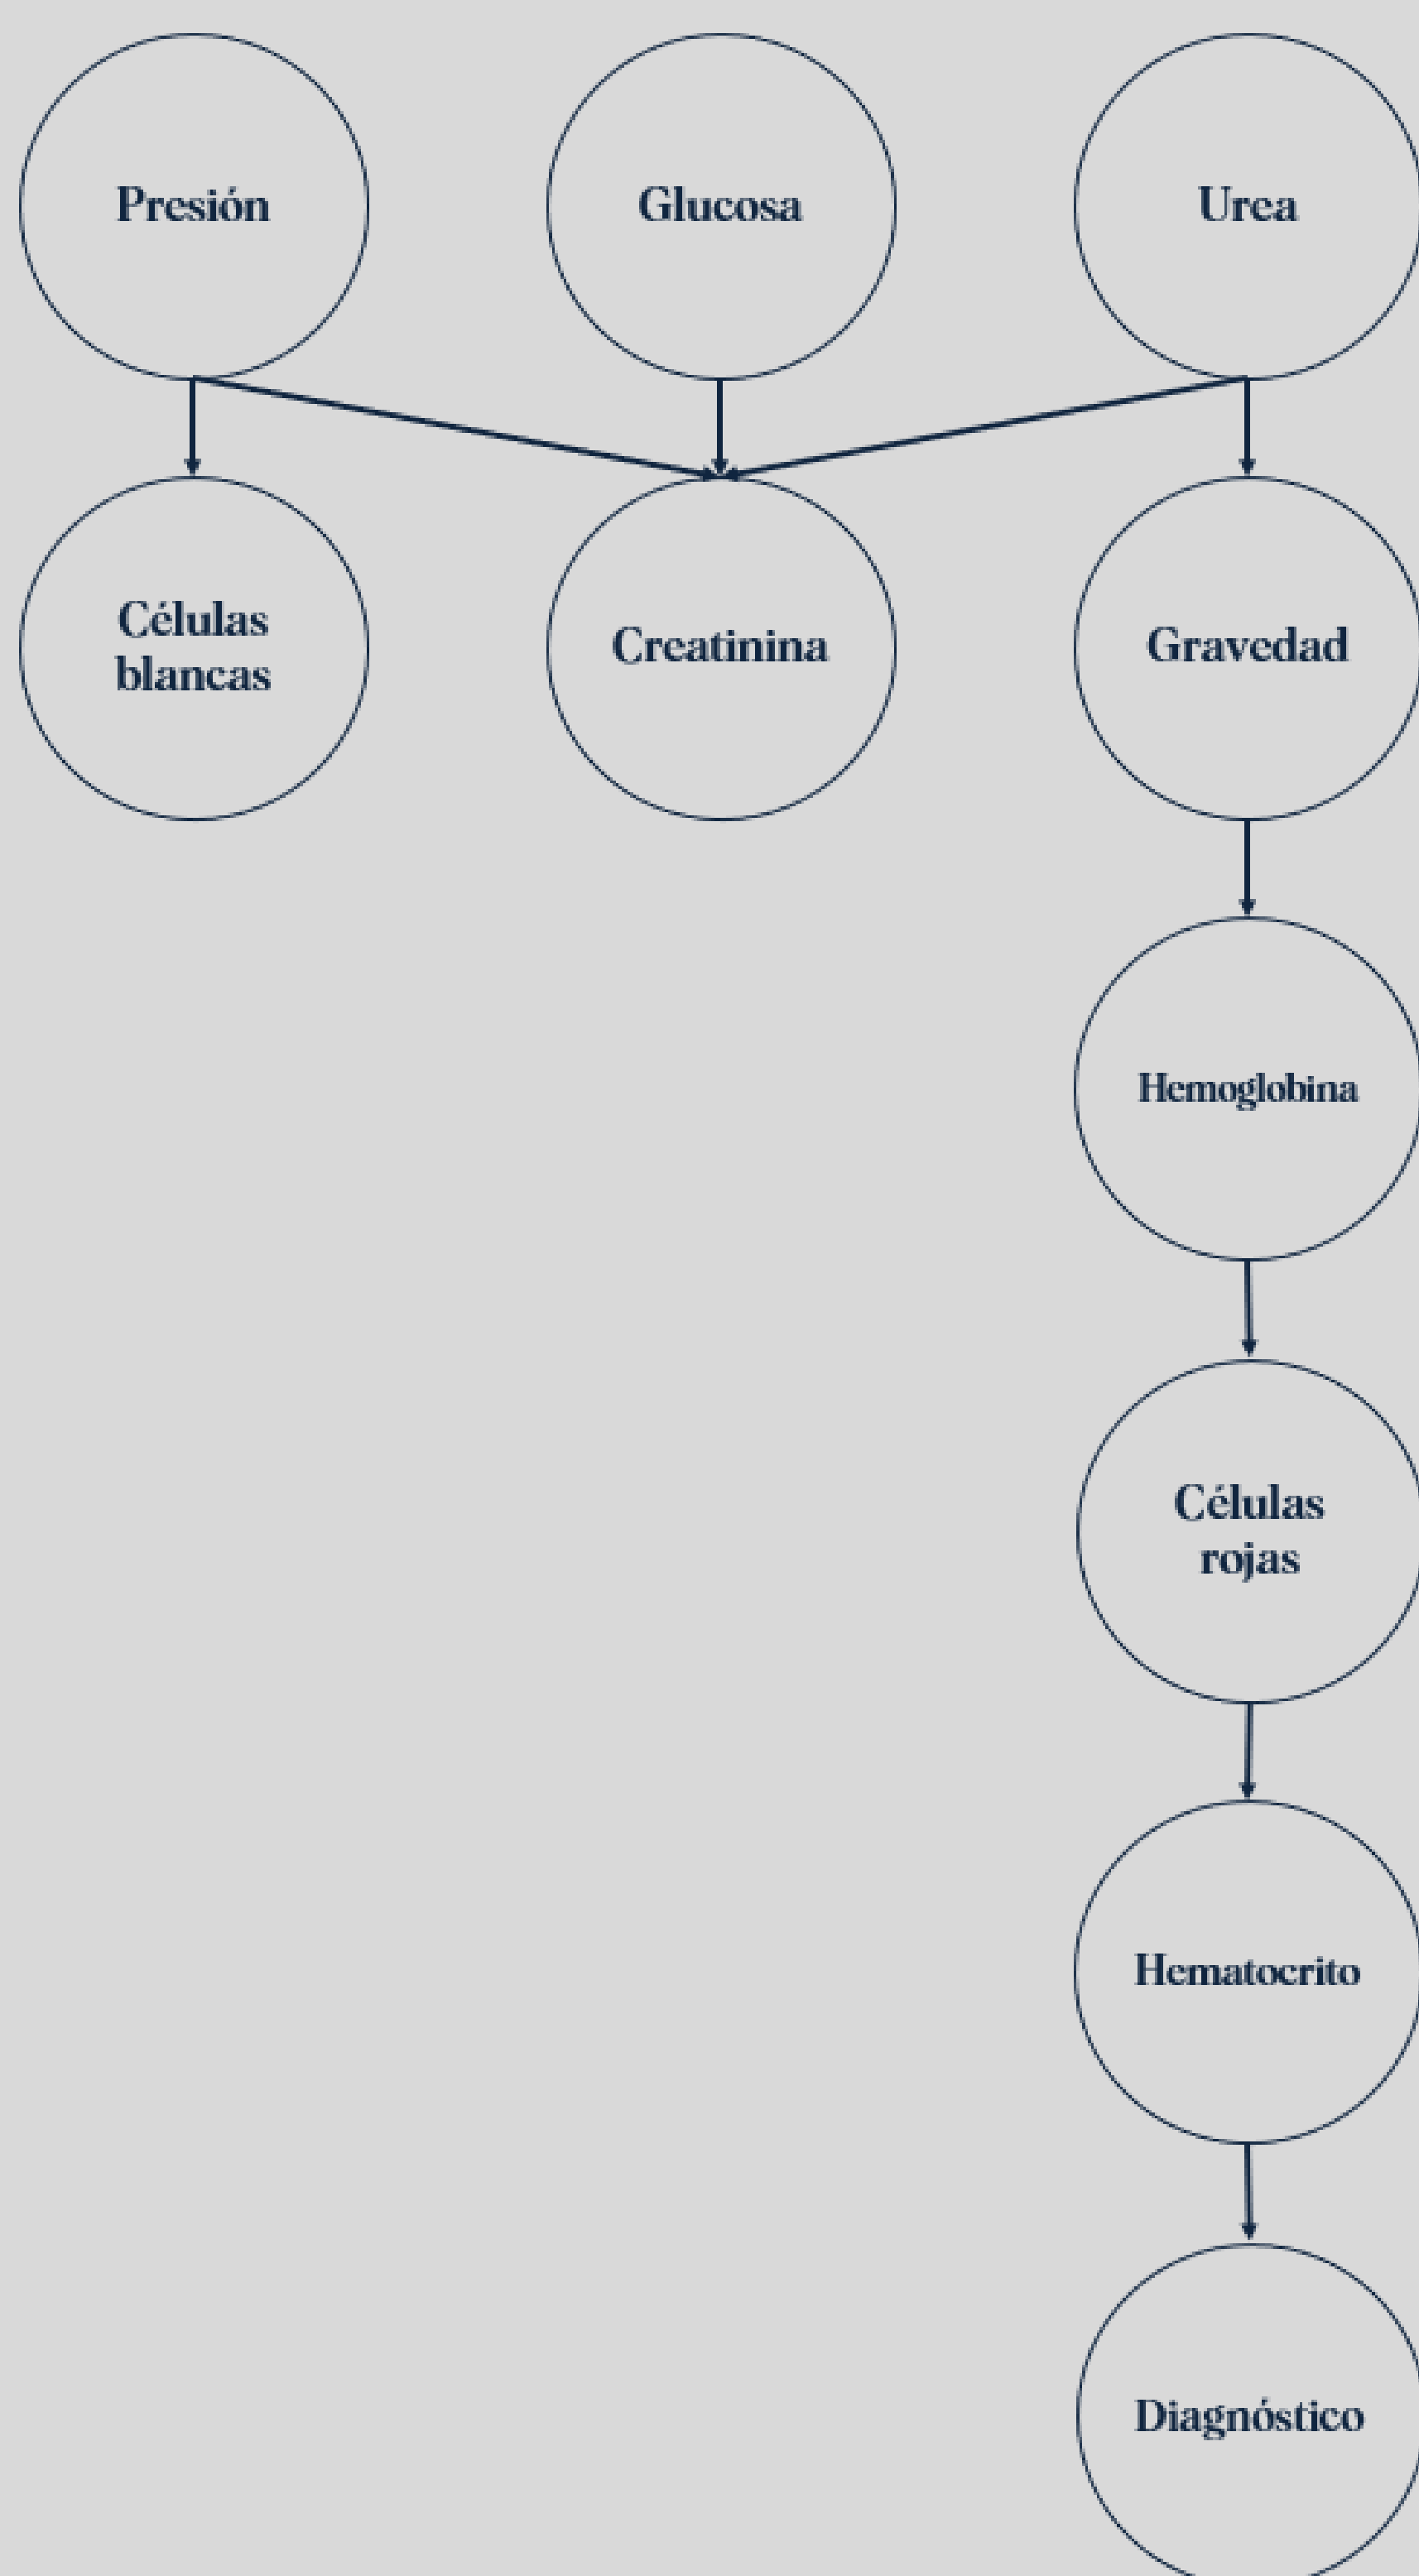 Presión
Glucosa
Urea
Células
blancas
Creatinina
Gravedad
Hemoglobina
Células
rojas
Hematocrito
Diagnóstico